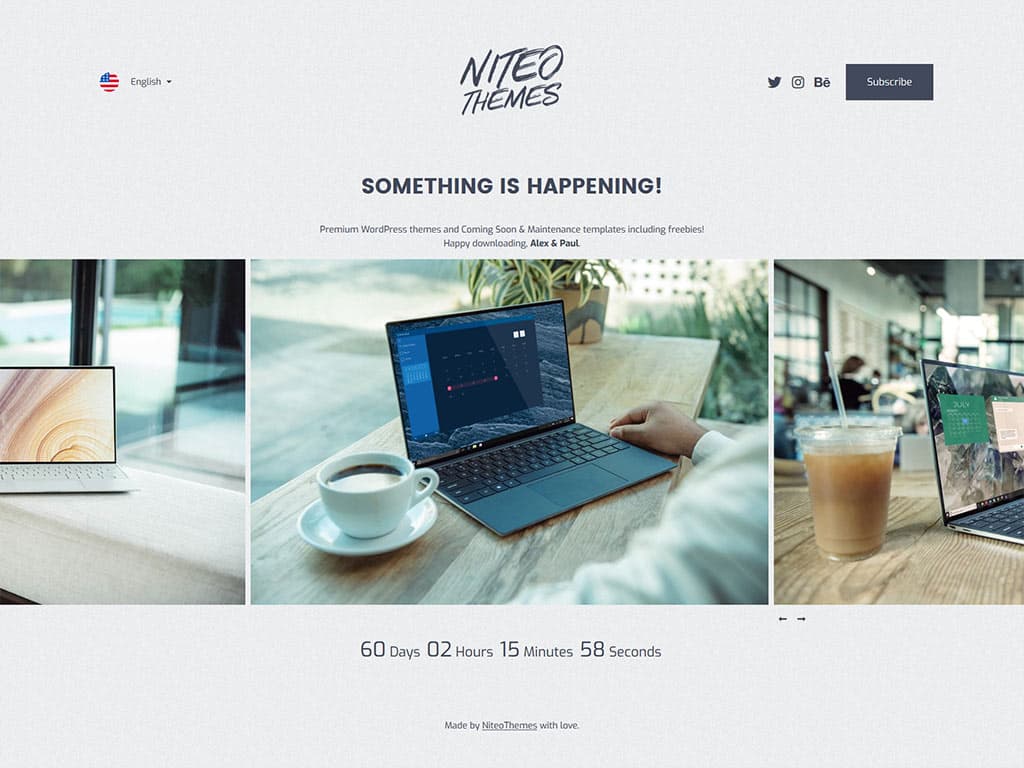 English
NITEO
THEMES
Bē
Subscribe
SOMETHING IS HAPPENING!
Premium WordPress themes and Coming Soon & Maintenance templates including freebies!
Happy downloading, Alex & Paul.
JULY
60 Days 02 Hours 15 Minutes 58 Seconds
Made by NiteoThemes with love.